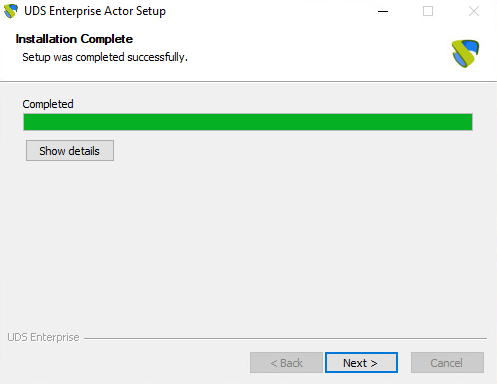 UDS Enterprise Actor Setup
Installation Complete
Setup was completed successfully.
Completed
Show details
UDS Enterprise
< Back
Next >
Cancel